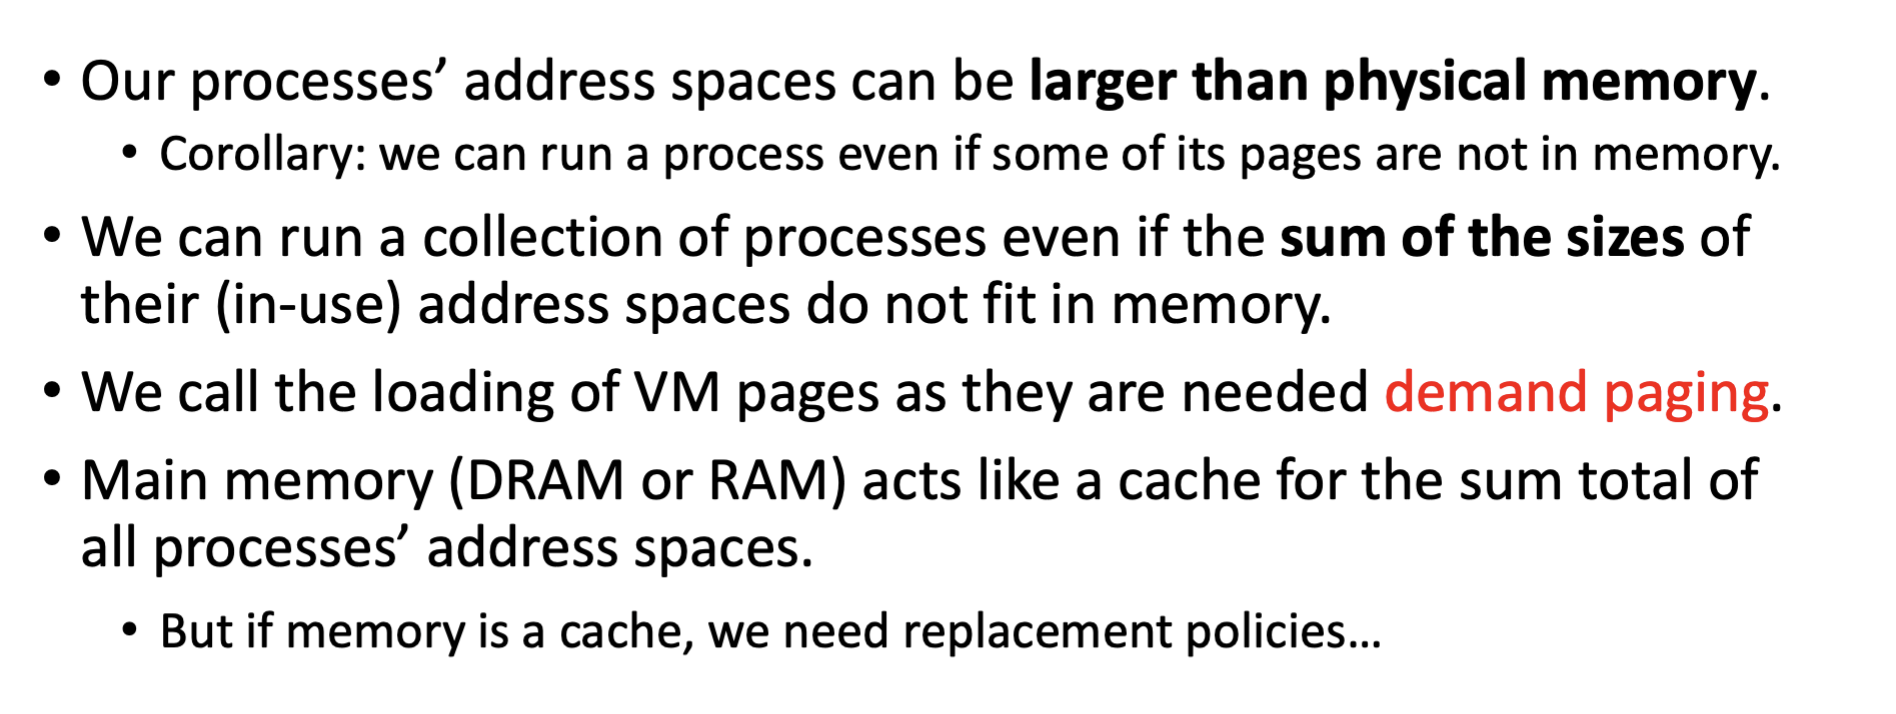 • Our processes’ address spaces can be larger than physical memory.
• Corollary: we can run a process even if some of its pages are not in memory.
• We can run a collection of processes even if the sum of the sizes of
their (in-use) address spaces do not fit in memory.
• We call the loading of VM pages as they are needed demand paging.
• Main memory (DRAM or RAM) acts like a cache for the sum total of
all processes’ address spaces.
• But if memory is a cache, we need replacement policies…